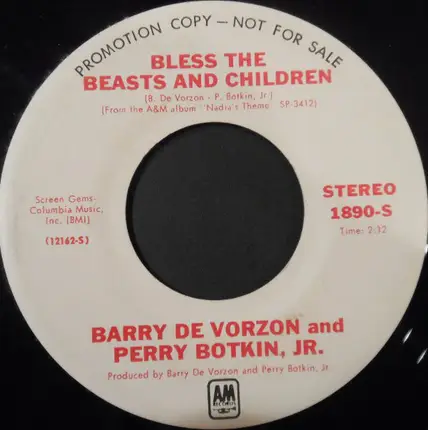 PROMOTION COPY — NOT FOR SALE
BLESS THE
BEASTS AND CHILDREN
(B. De Vorzon - P. Botkin, Jr.)
(From the A&M album "Nadia's Theme" SP-3412)
Screen Gems-
Columbia Music,
Inc. (BMI)
(12162-S)
STEREO
1890-S
Time: 2:32
BARRY DE VORZON and
PERRY BOTKIN, JR.
Produced by Barry De Vorzon and Perry Botkin, Jr
AM
RECORDS